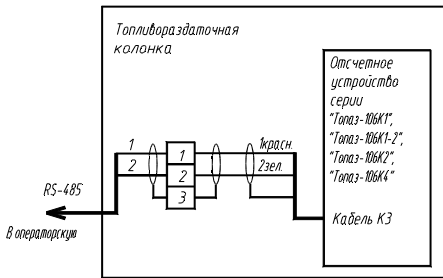 Топливораздаточная
колонка
Отсчетное
устройство
серии
"Топаз-106К1",
"Топаз-106К1-2",
"Топаз-106К2",
"Топаз-106К4"
1
1
1красн.
2
2
2зел.
3
RS-485
В операторскую
Кабель К3